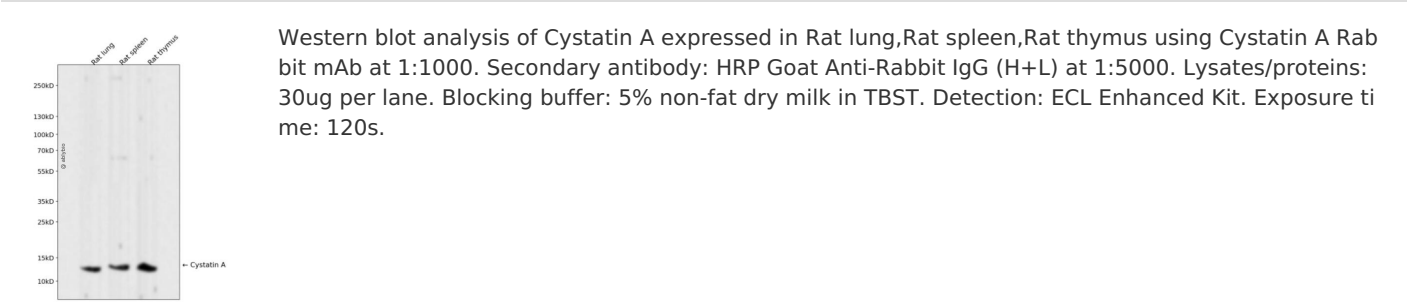 Rat lung
Rat spleen
Rat thymus
250kD
130kD
100kD
70kD
55kD
35kD
25kD
15kD
10kD
@ abytoo
← Cystatin A
Western blot analysis of Cystatin A expressed in Rat lung,Rat spleen,Rat thymus using Cystatin A Rab
bit mAb at 1:1000. Secondary antibody: HRP Goat Anti-Rabbit IgG (H+L) at 1:5000. Lysates/proteins:
30ug per lane. Blocking buffer: 5% non-fat dry milk in TBST. Detection: ECL Enhanced Kit. Exposure ti
me: 120s.